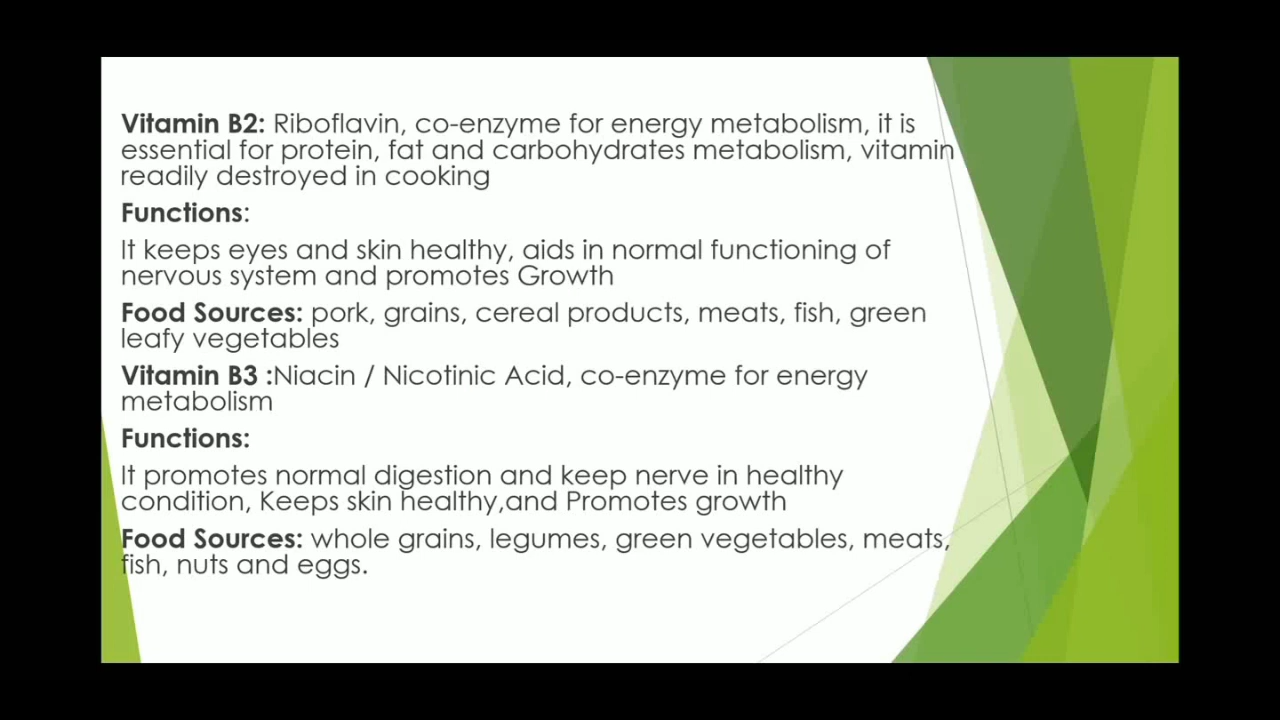 Vitamin B2: Riboflavin, co-enzyme for energy metabolism, it is
essential for protein, fat and carbohydrates metabolism, vitamin
readily destroyed in cooking
Functions:
It keeps eyes and skin healthy, aids in normal functioning of
nervous system and promotes Growth
Food Sources: pork, grains, cereal products, meats, fish, green
leafy vegetables
Vitamin B3 :Niacin / Nicotinic Acid, co-enzyme for energy
metabolism
Functions:
It promotes normal digestion and keep nerve in healthy
condition, Keeps skin healthy,and Promotes growth
Food Sources: whole grains, legumes, green vegetables, meats,
fish, nuts and eggs.